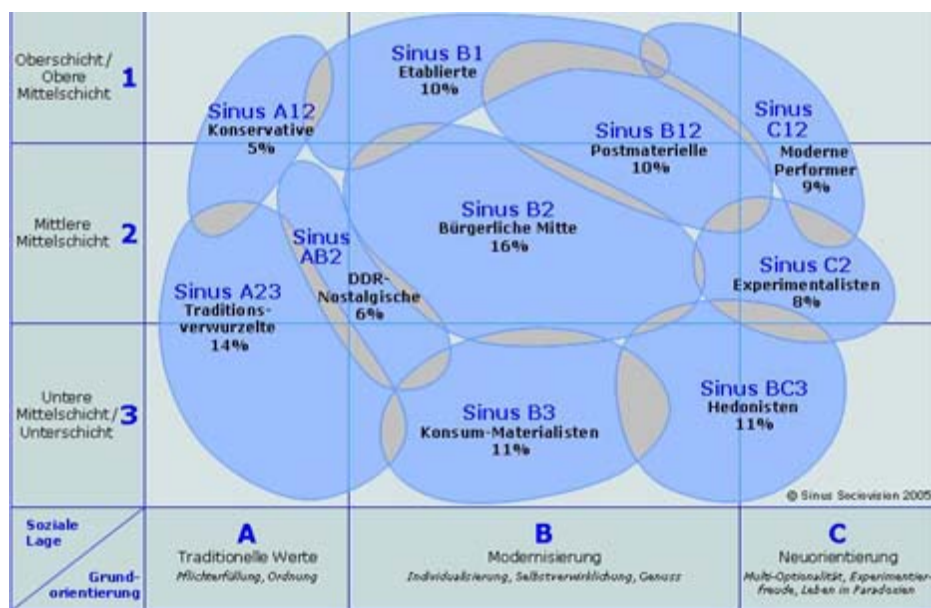 Oberschicht/
Obere
Mittelschicht
1
Sinus B1
Etablierte
10%
Sinus A12
Konservative
5%
Sinus B12
Postmaterielle
10%
Sinus
C12
Moderne
Performer
9%
Mittlere
Mittelschicht
2
Sinus B2
Bürgerliche Mitte
16%
Sinus
AB2
DDR-
Nostalgische
6%
Sinus A23
Traditions-
verwurzelte
14%
Sinus C2
Experimentalisten
8%
Untere
Mittelschicht/
Unterschicht
3
Sinus B3
Konsum-Materialisten
11%
Sinus BC3
Hedonisten
11%
© Sinus Sociovision 2005
Soziale
Lage
Grund-
orientierung
A
Traditionelle Werte
Pflichterfüllung, Ordnung
B
Modernisierung
Individualisierung, Selbstverwirklichung, Genuss
C
Neuorientierung
Multi-Optionalität, Experimentier-
freude, Leben in Paradoxien